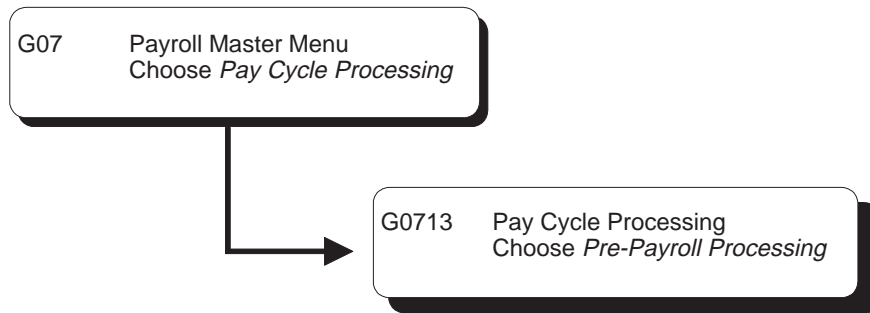 G07 Payroll Master Menu
Choose Pay Cycle Processing
G0713 Pay Cycle Processing
Choose Pre-Payroll Processing